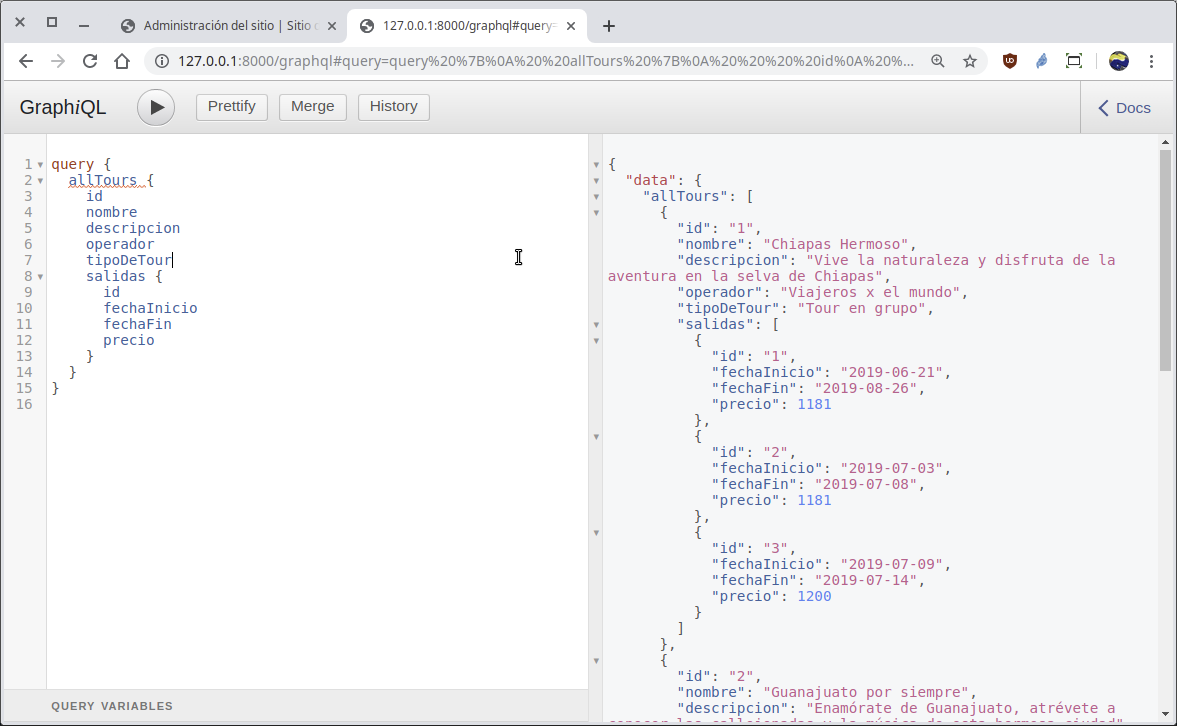 Administración del sitio | Sitio
127.0.0.1:8000/graphql#query=
127.0.0.1:8000/graphql#query=query%20%7B%0A%20%20allTours%20%7B%0A%20%20%20%20id%0A%20%...
GraphiQL
Prettify
Merge
History
Docs
1 query {
2 allTours {
3 id
4 nombre
5 descripcion
6 operador
7 tipoDeTour
8 salidas {
9 id
10 fechaInicio
11 fechaFin
12 precio
13 }
14 }
15 }
16
QUERY VARIABLES
{
"data": {
"allTours": [
{
"id": "1",
"nombre": "Chiapas Hermoso",
"descripcion": "Vive la naturaleza y disfruta de la
aventura en la selva de Chiapas",
"operador": "Viajeros x el mundo",
"tipoDeTour": "Tour en grupo",
"salidas": [
{
"id": "1",
"fechaInicio": "2019-06-21",
"fechaFin": "2019-08-26",
"precio": 1181
},
{
"id": "2",
"fechaInicio": "2019-07-03",
"fechaFin": "2019-07-08",
"precio": 1181
},
{
"id": "3",
"fechaInicio": "2019-07-09",
"fechaFin": "2019-07-14",
"precio": 1200
}
]
},
{
"id": "2",
"nombre": "Guanajuato por siempre",
"descripcion": "Enamórate de Guanajuato, atrévete a